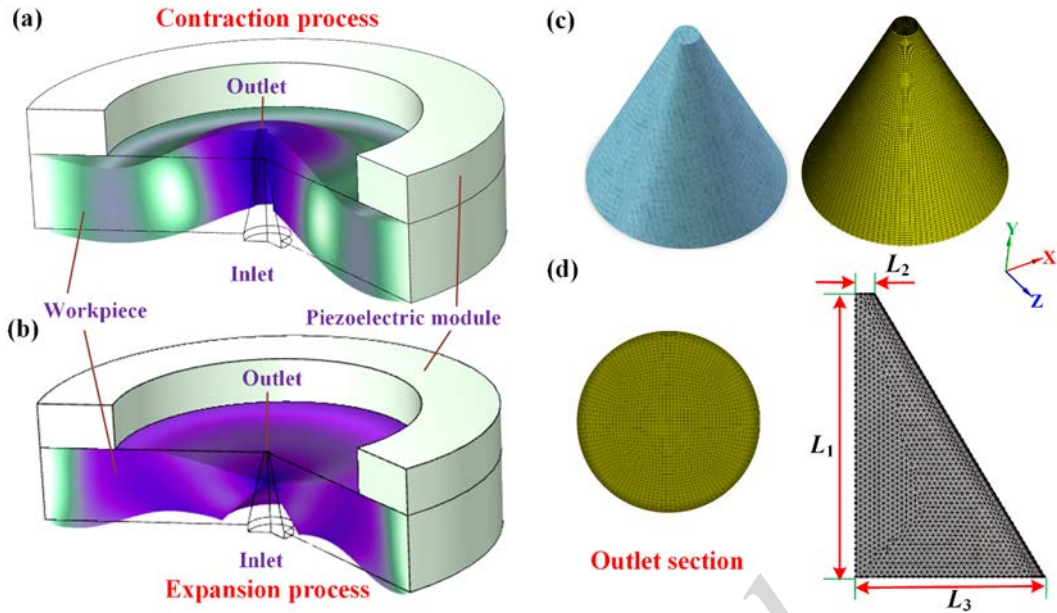 (a)
Contraction process
Outlet
Inlet
Workpiece
Piezoelectric module
(b)
Outlet
Inlet
Expansion process
(c)
Y
X
Z
(d)
L2
L1
L3
Outlet section